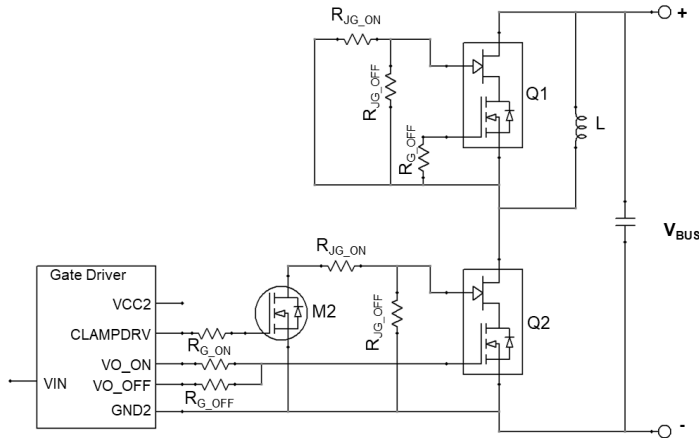 RJG_ON
+
RJG_OFF
Q1
RG_OFF
L
VBUS
Gate Driver
RJG_ON
VCC2
M2
RJG_OFF
Q2
CLAMPDRV
RG_ON
VO_ON
VIN
VO_OFF
RG_OFF
GND2
-